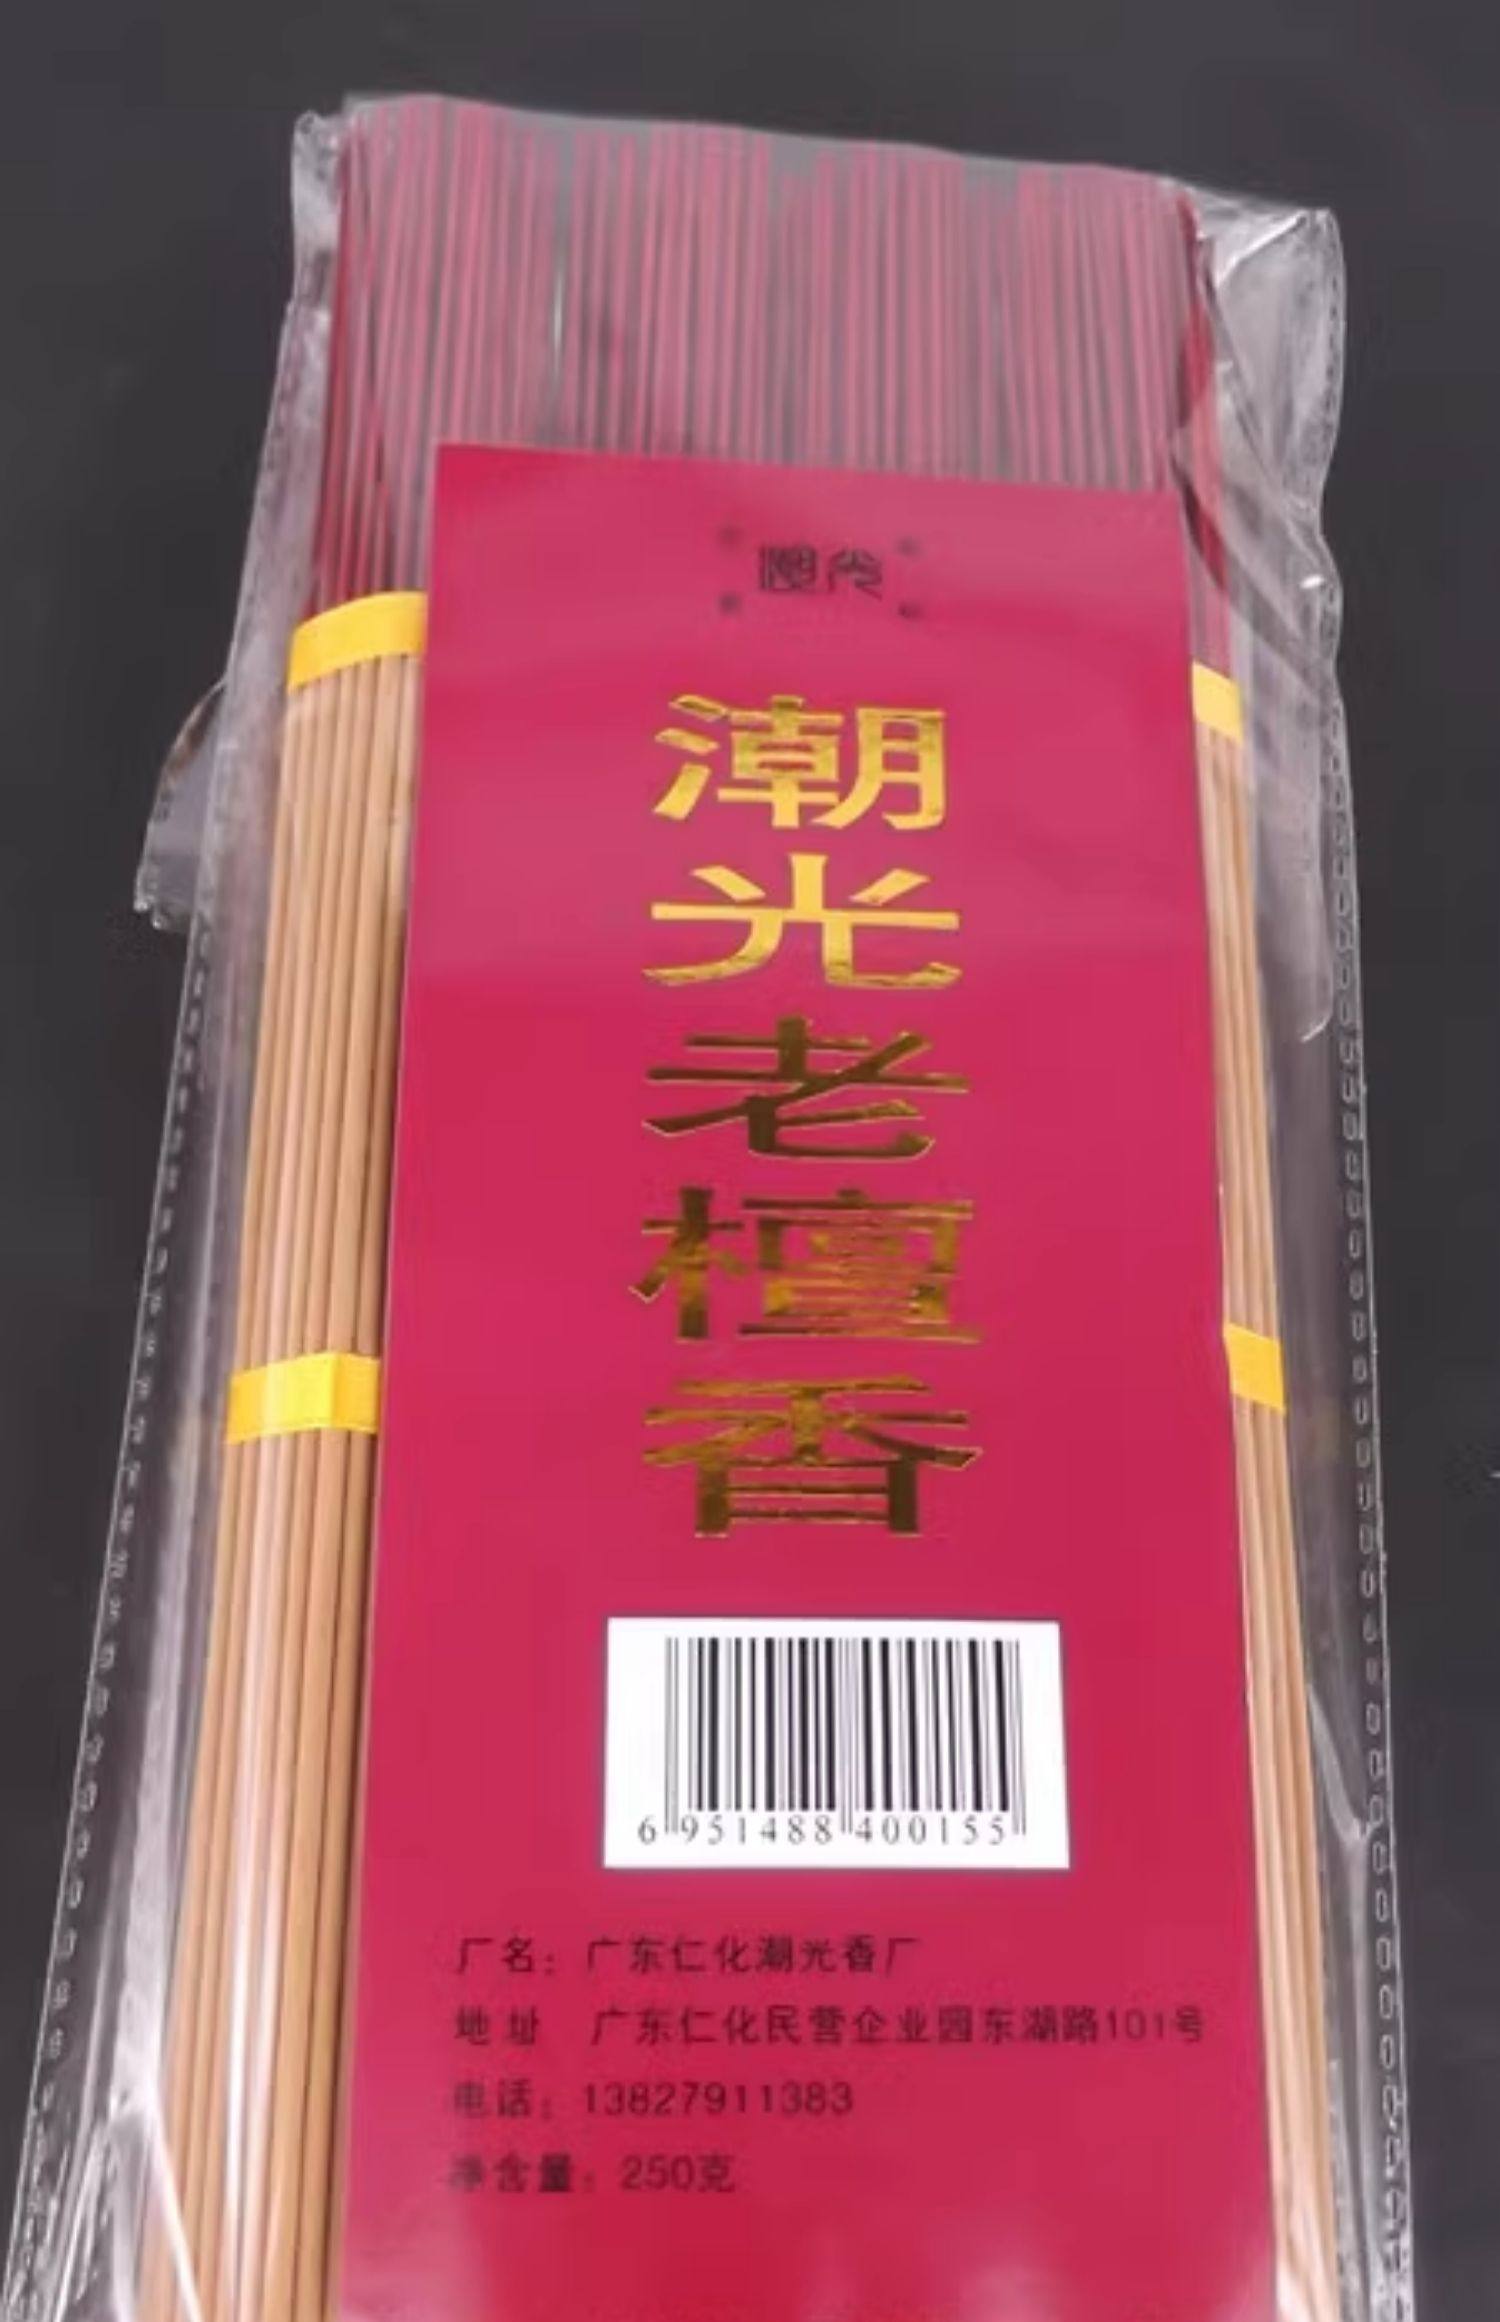 潮光老檀香
6 951488 400155
厂名：广东仁化潮光香厂
地址 广东仁化民营企业园东湖路101号
电话：13827911383
净含量：250克